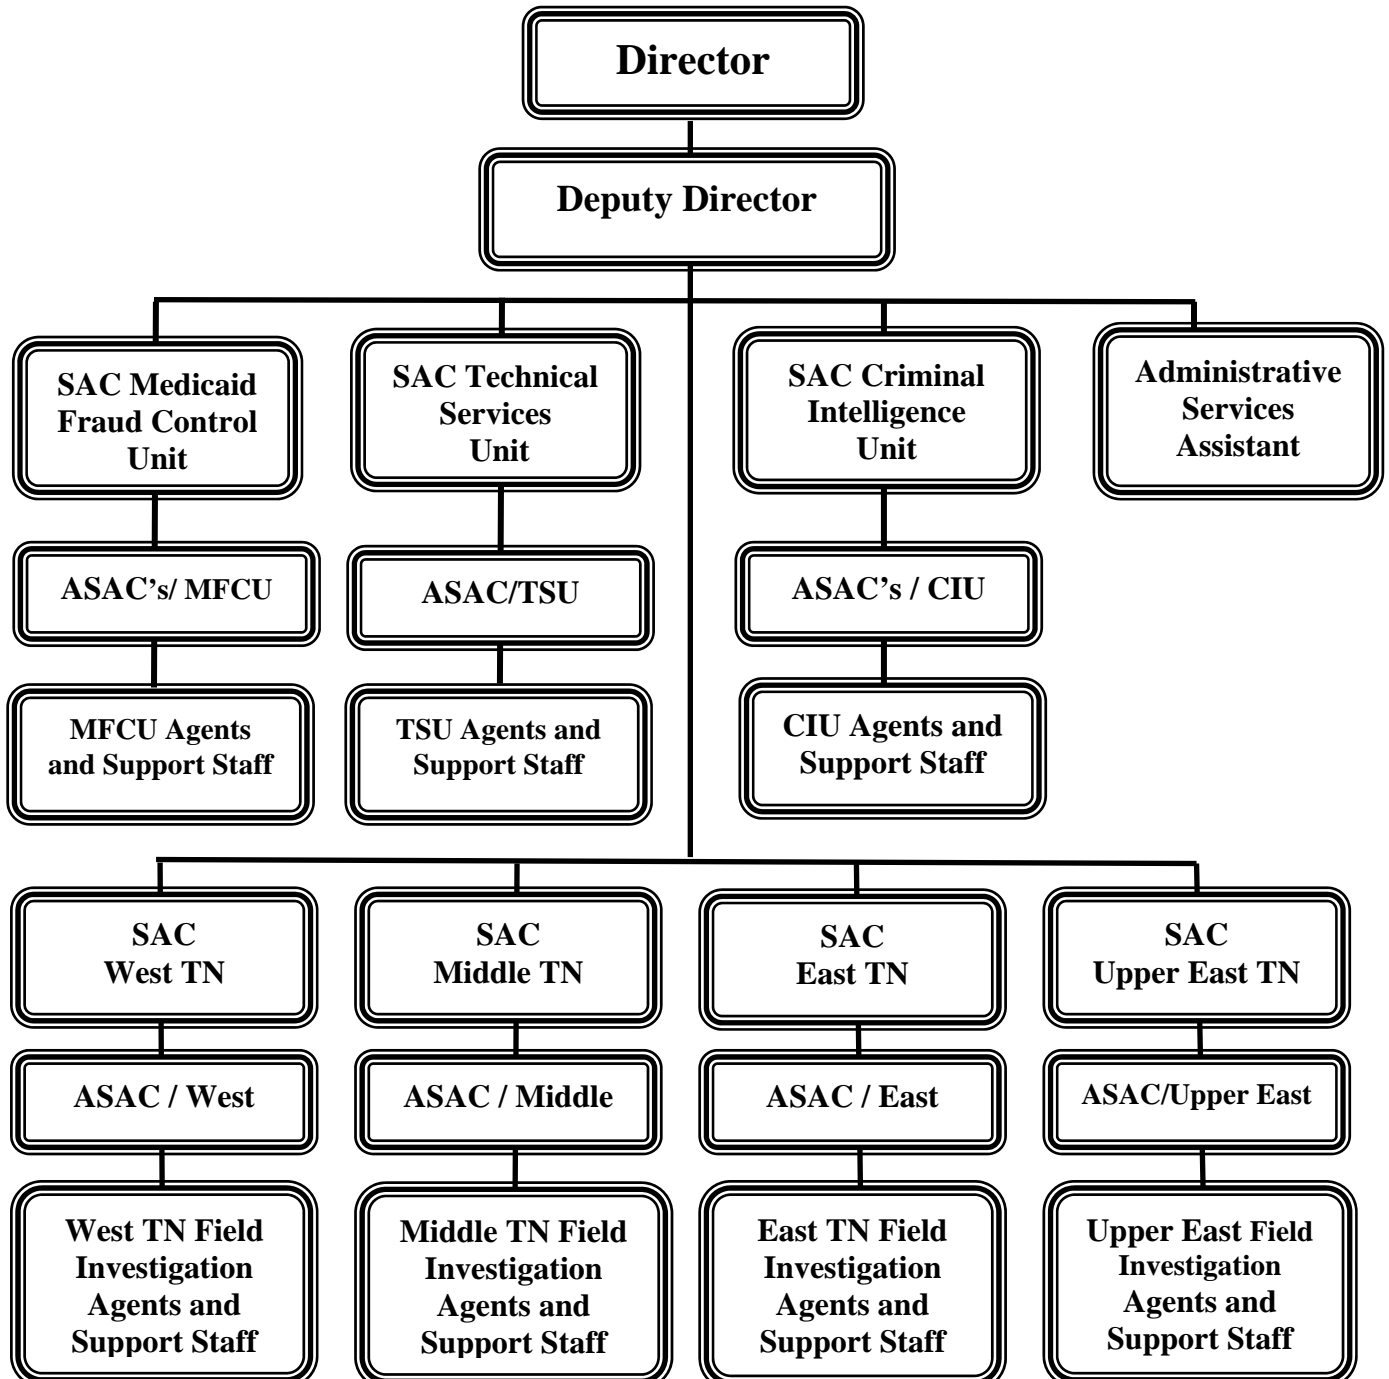 Director
Deputy Director
SAC Medicaid
Fraud Control
Unit
SAC Technical
Services
Unit
SAC Criminal
Intelligence
Unit
Administrative
Services
Assistant
ASAC's/ MFCU
ASAC/TSU
ASAC's / CIU
MFCU Agents
and Support Staff
TSU Agents and
Support Staff
CIU Agents and
Support Staff
SAC
West TN
SAC
Middle TN
SAC
East TN
SAC
Upper East TN
ASAC / West
ASAC / Middle
ASAC / East
ASAC/Upper East
West TN Field
Investigation
Agents and
Support Staff
Middle TN Field
Investigation
Agents and
Support Staff
East TN Field
Investigation
Agents and
Support Staff
Upper East Field
Investigation
Agents and
Support Staff